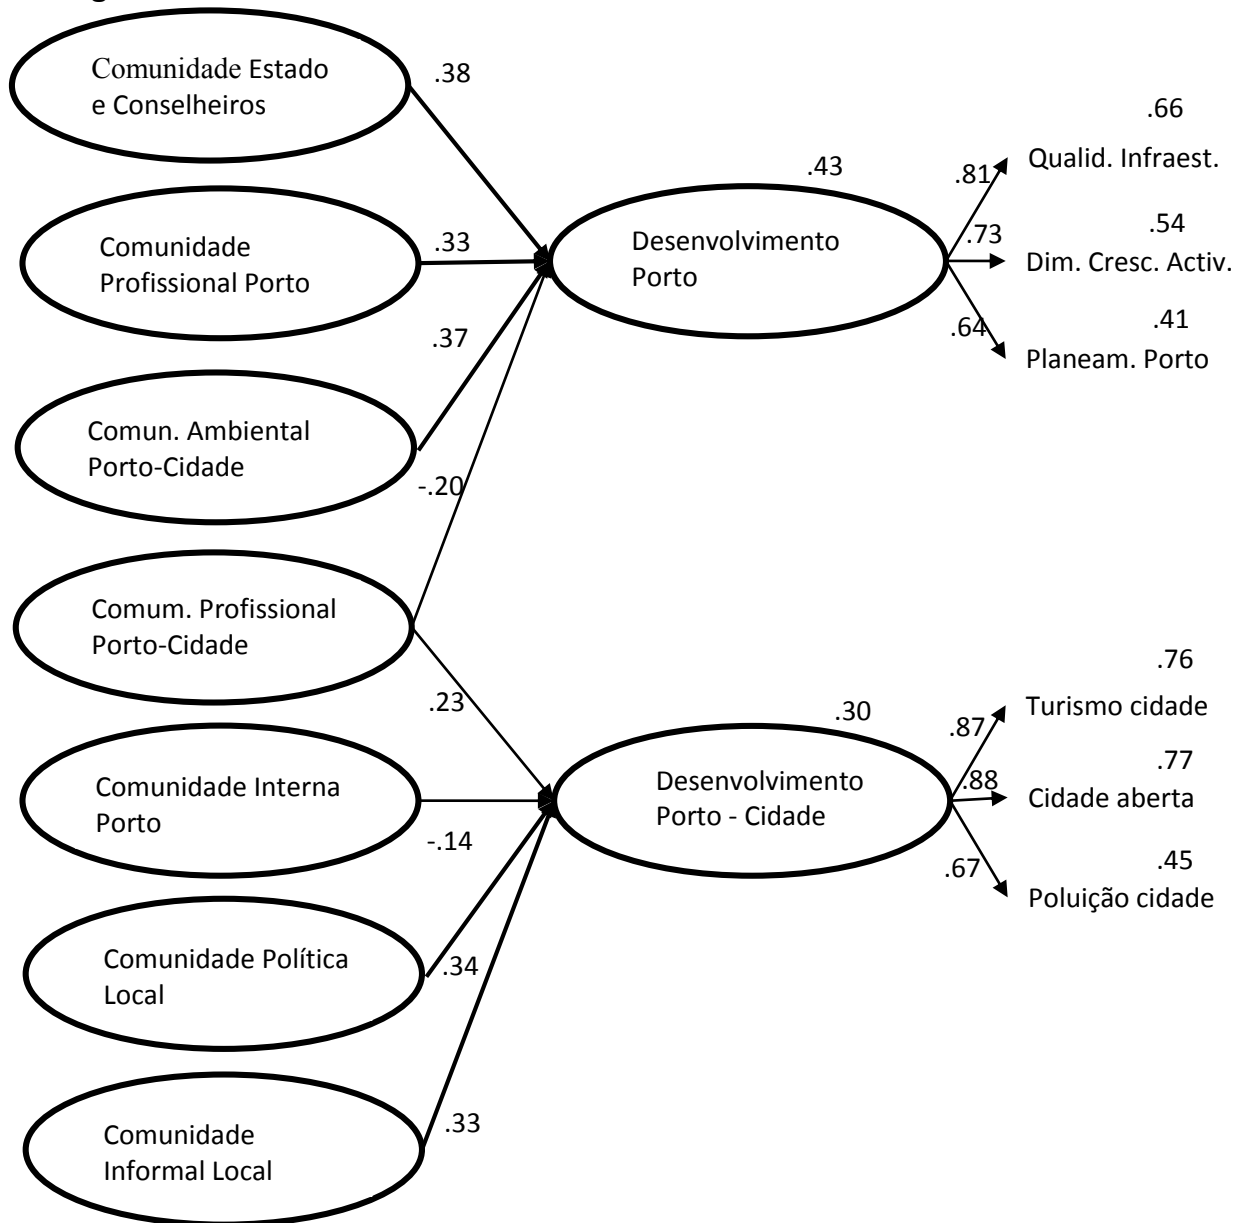 Comunidade Estado
e Conselheiros
.38
Comunidade
Profissional Porto
.33
Comun. Ambiental
Porto-Cidade
.37
-.20
Comum. Profissional
Porto-Cidade
.23
Comunidade Interna
Porto
-.14
Comunidade Política
Local
.34
Comunidade
Informal Local
.33
.43
Desenvolvimento
Porto
.81
.66
Qualid. Infraest.
.73
.54
Dim. Cresc. Activ.
.64
.41
Planeam. Porto
.30
Desenvolvimento
Porto - Cidade
.87
.76
Turismo cidade
.88
.77
Cidade aberta
.67
.45
Poluição cidade